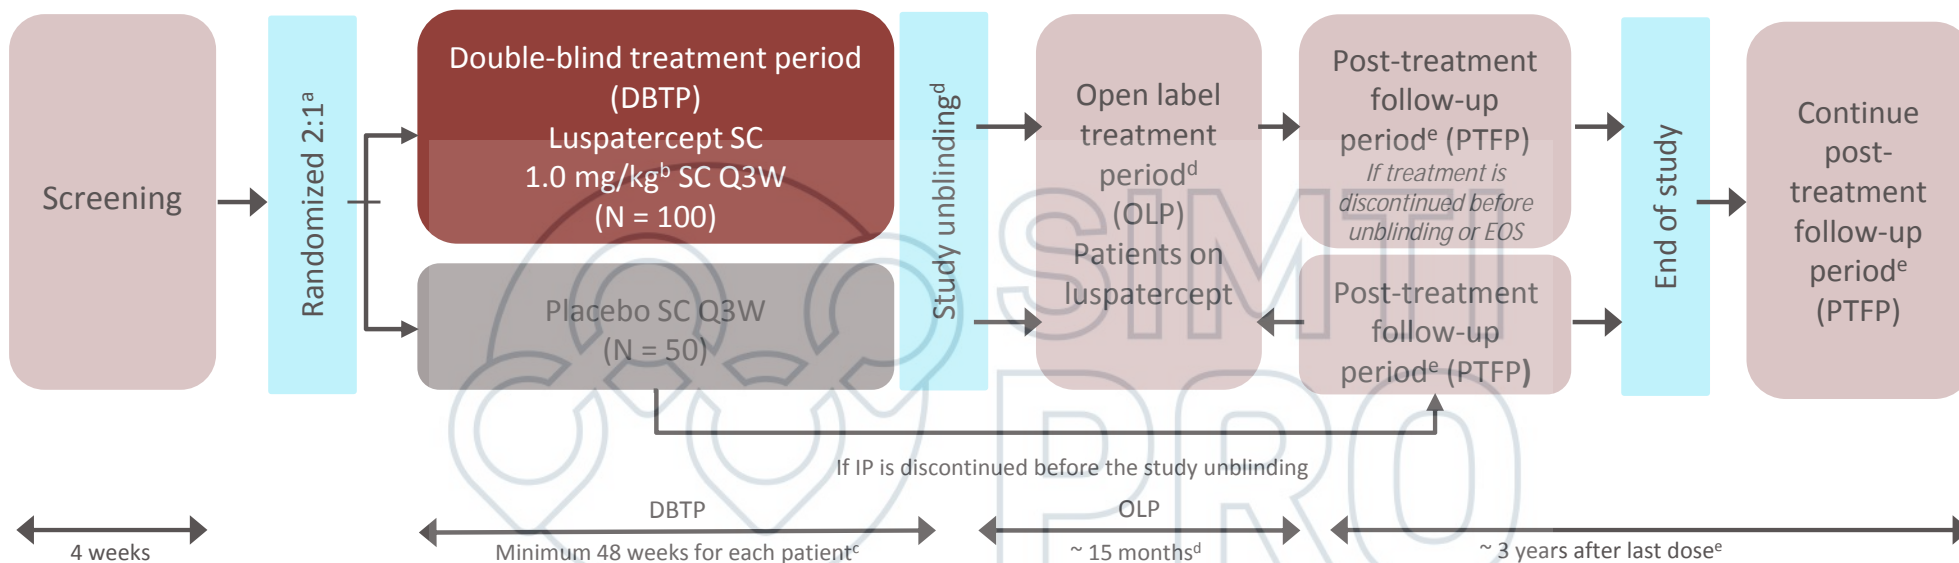 Screening
Randomized 2:1ᵃ
Double-blind treatment period
(DBTP)
Luspatercept SC
1.0 mg/kgᵇ SC Q3W
(N = 100)
Placebo SC Q3W
(N = 50)
Study unblindingᵈ
Open label
treatment
periodᵈ
(OLP)
Patients on
luspatercept
Post-treatment
follow-up
periodᵉ (PTFP)
If treatment is
discontinued before
unblinding or EOS
Post-treatment
follow-up
periodᵉ (PTFP)
End of study
Continue
post-
treatment
follow-up
periodᵉ
(PTFP)
If IP is discontinued before the study unblinding
4 weeks
DBTP
Minimum 48 weeks for each patientᶜ
OLP
~ 15 monthsᵈ
~ 3 years after last doseᵉ
SIMTI
PRO